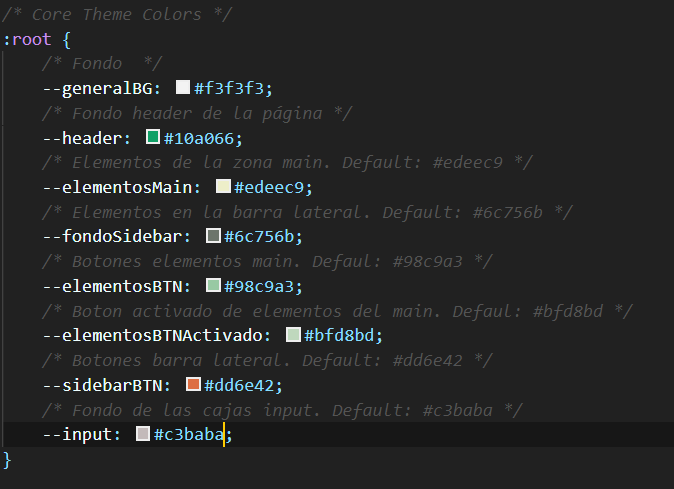 /* Core Theme Colors */
:root {
/* Fondo  */
--generalBG: #f3f3f3;
/* Fondo header de la página */
--header: #10a066;
/* Elementos de la zona main. Default: #edeec9 */
--elementosMain: #edeec9;
/* Elementos en la barra lateral. Default: #6c756b */
--fondoSidebar: #6c756b;
/* Botones elementos main. Defaul: #98c9a3 */
--elementosBTN: #98c9a3;
/* Boton activado de elementos del main. Defaul: #bfd8bd */
--elementosBTNActivado: #bfd8bd;
/* Botones barra lateral. Default: #dd6e42 */
--sidebarBTN: #dd6e42;
/* Fondo de las cajas input. Default: #c3baba */
--input: #c3baba;
}